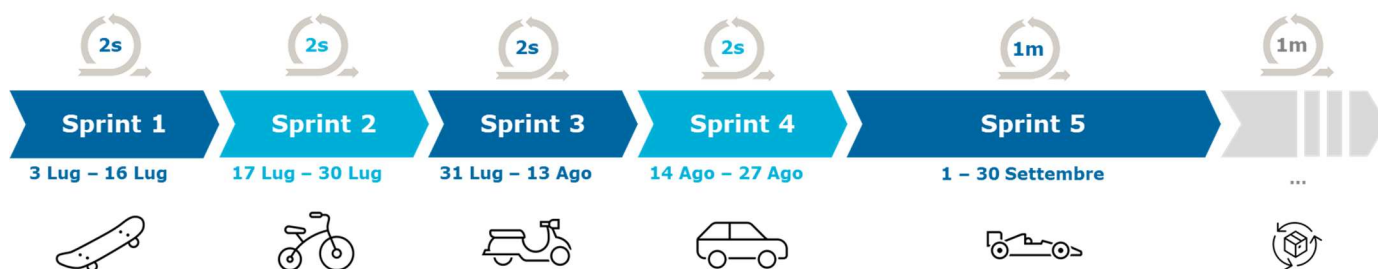 2s
2s
2s
2s
1m
1m
Sprint 1
Sprint 2
Sprint 3
Sprint 4
Sprint 5
3 Lug – 16 Lug
17 Lug – 30 Lug
31 Lug – 13 Ago
14 Ago – 27 Ago
1 – 30 Settembre
...